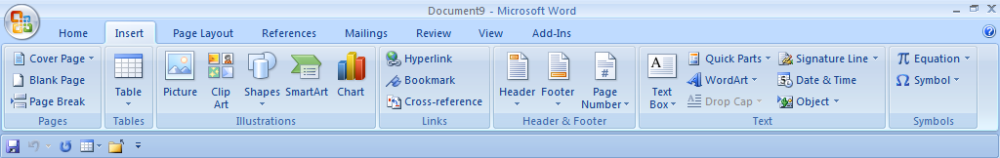 Document9 - Microsoft Word
Home Insert Page Layout References Mailings Review View Add-Ins
Cover Page
Blank Page
Page Break
Pages
Table
Tables
Picture
Clip
Art
Shapes
SmartArt
Chart
Illustrations
Hyperlink
Bookmark
Cross-reference
Links
Header
Footer
Page
Number
#
Header & Footer
A
Text
Box
Quick Parts
WordArt
Drop Cap
Signature Line
Date & Time
Object
Text
π Equation
Ω Symbol
Symbols